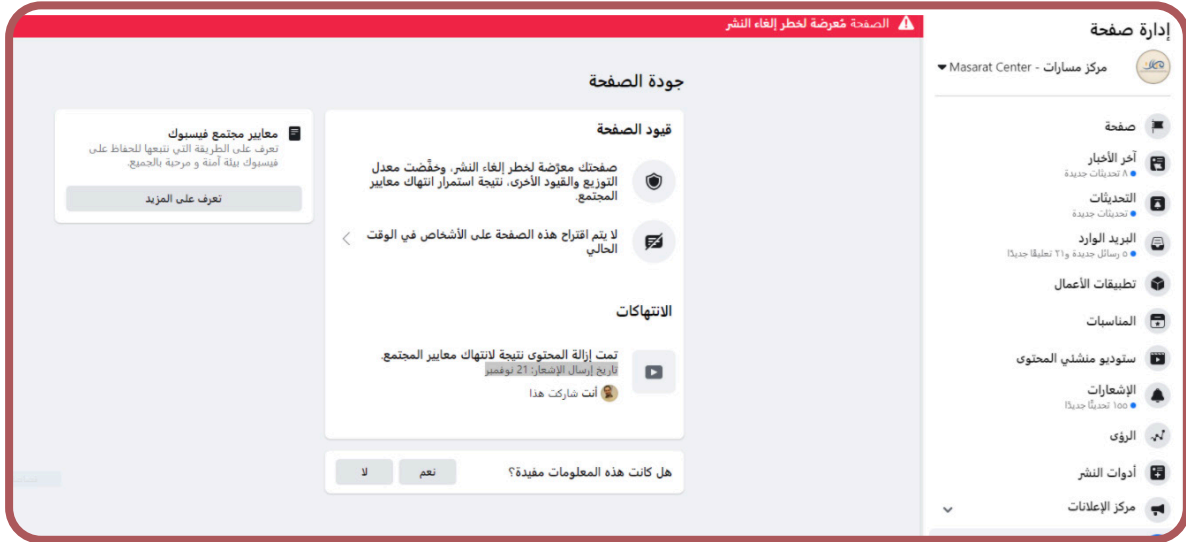 الصفحة مُعرضة لخطر إلغاء النشر
إدارة صفحة
مركز مسارات - Masarat Center
صفحة
آخر الأخبار
٨ تحديثات جديدة
التحديثات
تحديثات جديدة
البريد الوارد
٥ رسائل جديدة و٢١ تعليقًا جديدًا
تطبيقات الأعمال
المناسبات
ستوديو منشئي المحتوى
الإشعارات
١٥٥ تحديثًا جديدًا
الرؤى
أدوات النشر
مركز الإعلانات
جودة الصفحة
قيود الصفحة
صفحتك معرّضة لخطر إلغاء النشر، وخفَّضت معدل
التوزيع والقيود الأخرى، نتيجة استمرار انتهاك معايير
المجتمع.
لا يتم اقتراح هذه الصفحة على الأشخاص في الوقت
الحالي
الانتهاكات
تمت إزالة المحتوى نتيجة لانتهاك معايير المجتمع.
تاريخ إرسال الإشعار: 21 نوفمبر
أنت شاركت هذا
هل كانت هذه المعلومات مفيدة؟
نعم
لا
معايير مجتمع فيسبوك
تعرف على الطريقة التي نتبعها للحفاظ على
فيسبوك بيئة آمنة و مرحبة بالجميع.
تعرف على المزيد